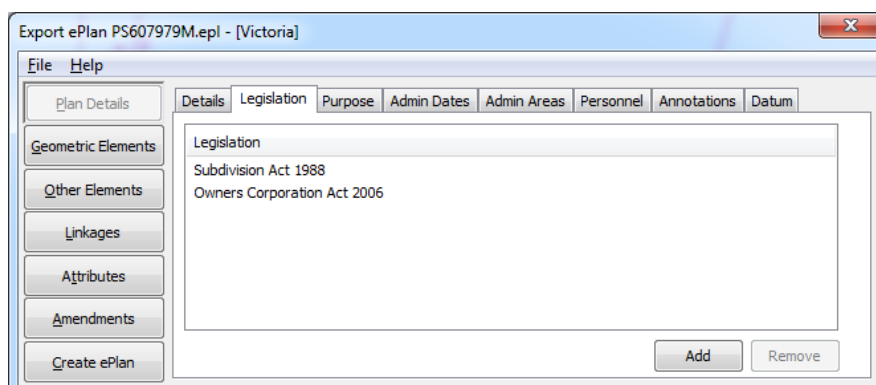 Export ePlan PS607979M.epl - [Victoria]
File Help
Plan Details
Geometric Elements
Other Elements
Linkages
Attributes
Amendments
Create ePlan
Details Legislation Purpose Admin Dates Admin Areas Personnel Annotations Datum
Legislation
Subdivision Act 1988
Owners Corporation Act 2006
Add Remove